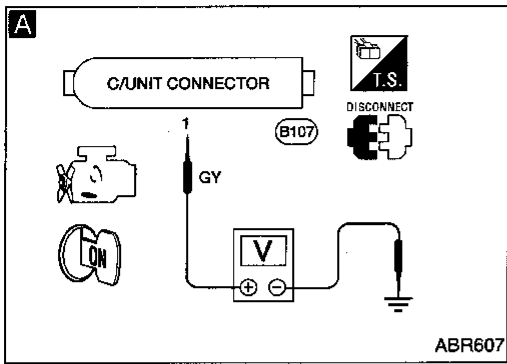 A
T.S.
C/UNIT CONNECTOR
DISCONNECT
1
B107
GY
ON
V
+ −
ABR607